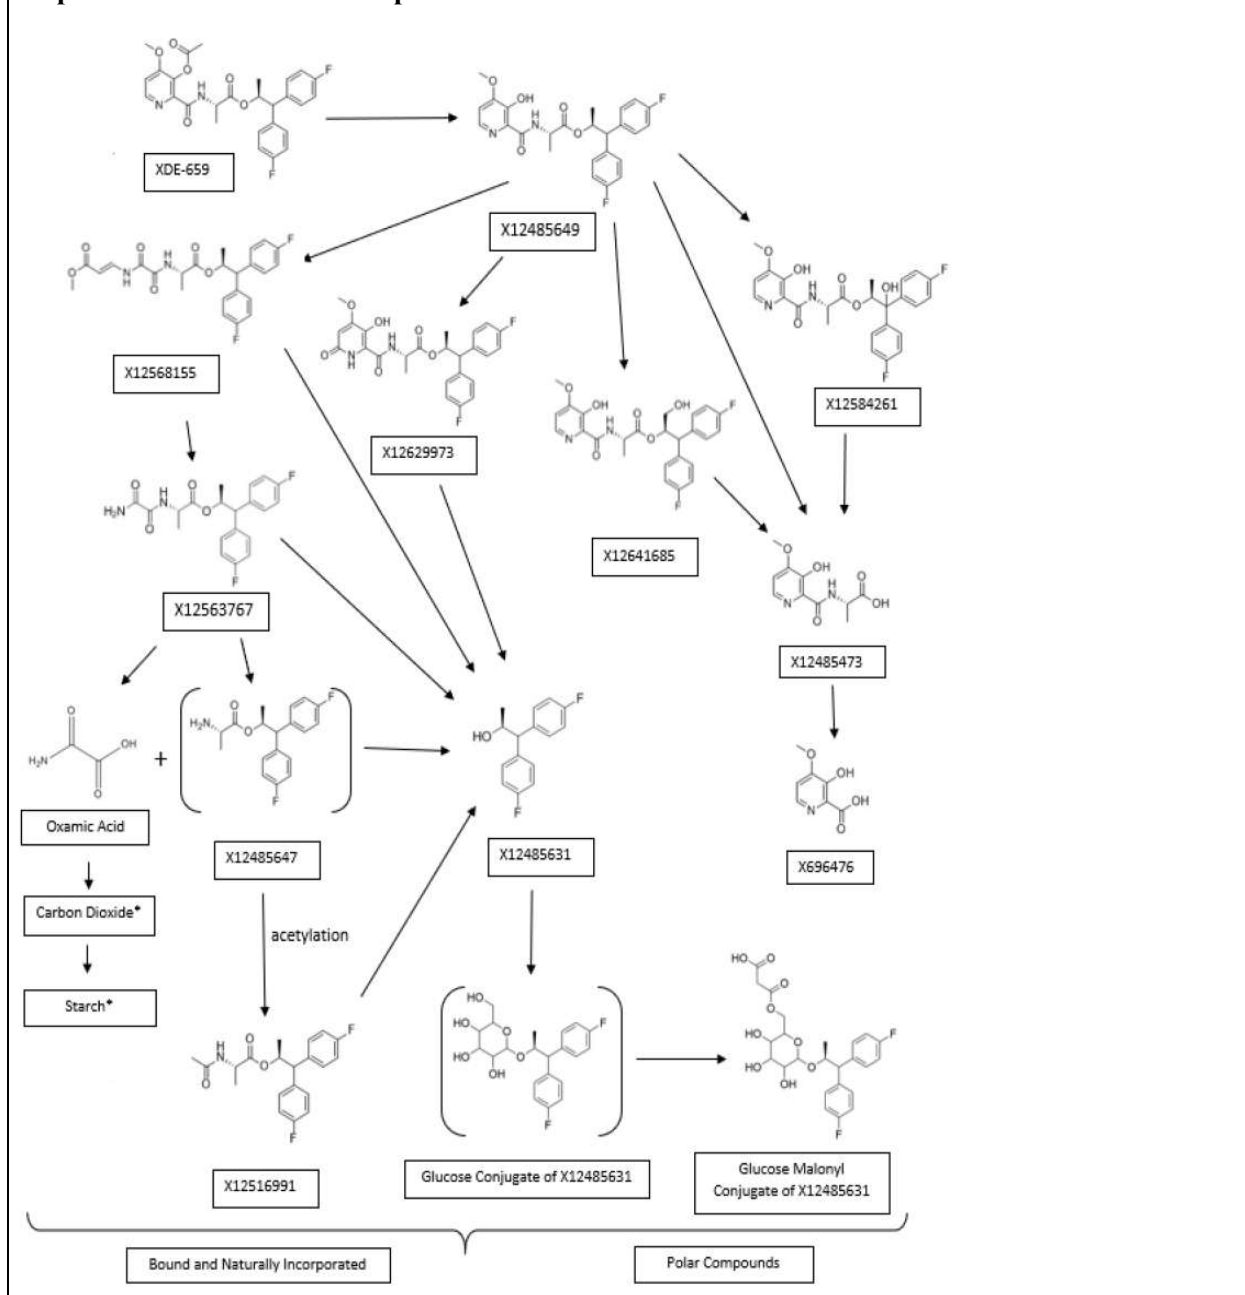 XDE-659
X12485649
X12568155
X12629973
X12584261
X12641685
X12563767
X12485473
Oxamic Acid
+
X12485647
X12485631
X696476
Carbon Dioxide*
acetylation
Starch*
X12516991
Glucose Conjugate of X12485631
Glucose Malonyl
Conjugate of X12485631
Bound and Naturally Incorporated
Polar Compounds